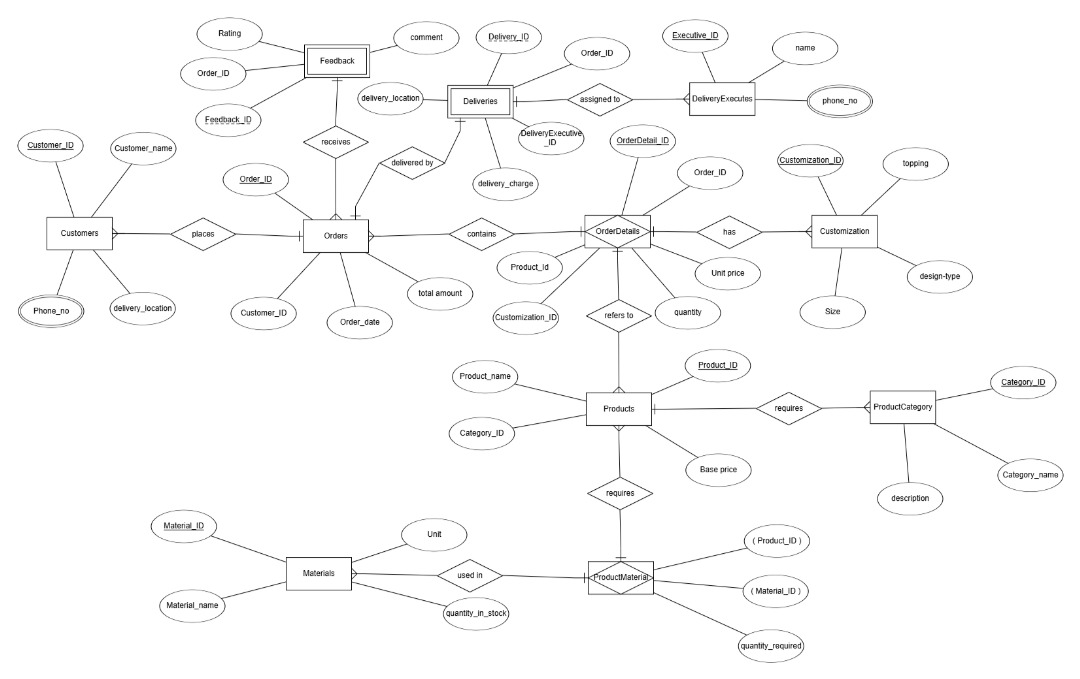 Rating
comment
Feedback
Order_ID
Feedback_ID
receives
Delivery_ID
Order_ID
delivery_location
Deliveries
assigned to
DeliveryExecutive
_ID
delivery_charge
delivered by
Executive_ID
name
DeliveryExecutes
phone_no
Customer_ID
Customer_name
Customers
Phone_no
delivery_location
places
Order_ID
Orders
Customer_ID
Order_date
total amount
contains
OrderDetail_ID
Order_ID
OrderDetails
Product_Id
Unit price
Customization_ID
quantity
has
Customization_ID
topping
Customization
design-type
Size
refers to
Product_name
Product_ID
Products
Category_ID
Base price
requires
Category_ID
ProductCategory
Category_name
description
requires
Material_ID
Unit
Materials
Material_name
quantity_in_stock
used in
ProductMaterial
( Product_ID )
( Material_ID )
quantity_required